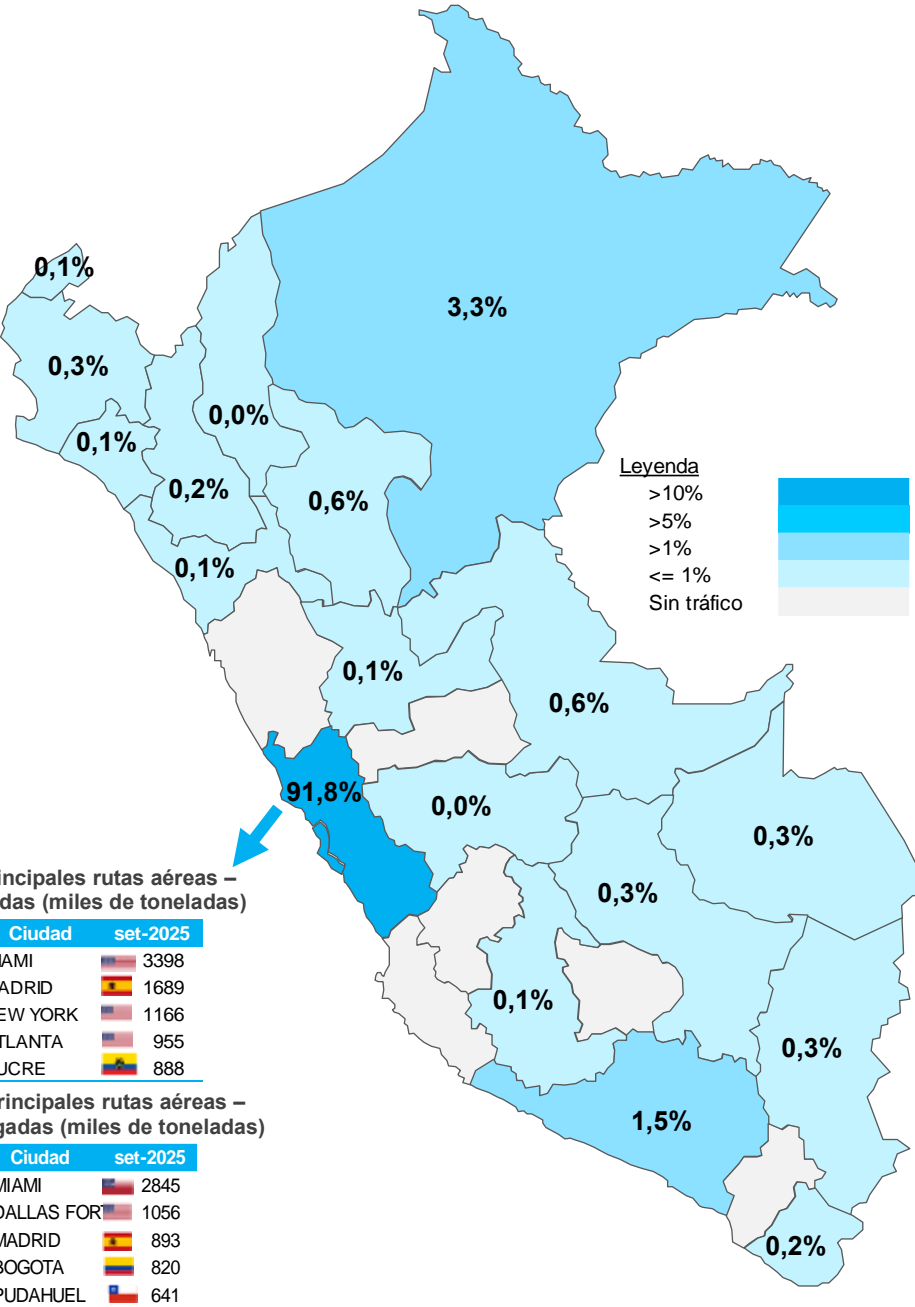 0,1%
3,3%
0,3%
0,0%
0,1%
0,2%
0,6%
0,1%
Leyenda
>10%
>5%
>1%
<= 1%
Sin tráfico
0,1%
0,6%
91,8%
0,0%
0,3%
0,3%
0,1%
0,3%
1,5%
0,2%
incipales rutas aéreas –
das (miles de toneladas)
Ciudad set-2025
IAMI 3398
ADRID 1689
EW YORK 1166
TLANTA 955
UCRE 888
rincipales rutas aéreas –
gadas (miles de toneladas)
Ciudad set-2025
MIAMI 2845
DALLAS FORT 1056
MADRID 893
BOGOTA 820
PUDAHUEL 641